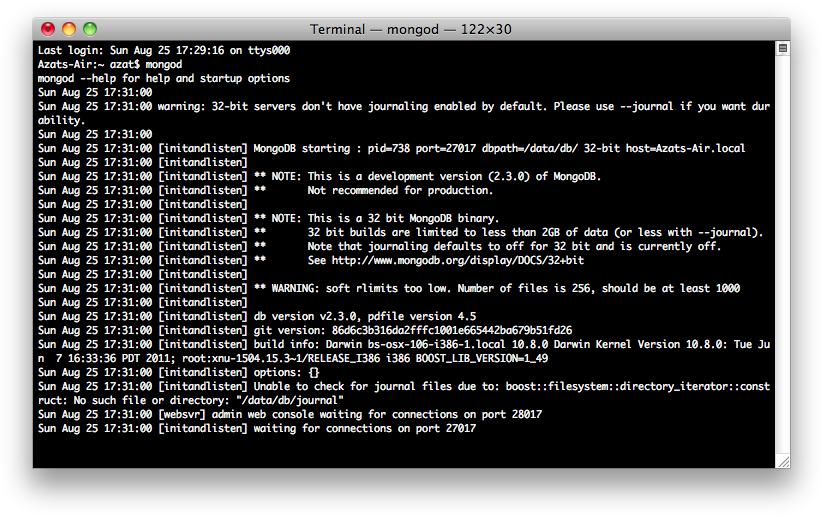 Terminal — mongod — 122×30
Last login: Sun Aug 25 17:29:16 on ttys000
Azats-Air:~ azat$ mongod
mongod --help for help and startup options
Sun Aug 25 17:31:00
Sun Aug 25 17:31:00 warning: 32-bit servers don't have journaling enabled by default. Please use --journal if you want dur
ability.
Sun Aug 25 17:31:00
Sun Aug 25 17:31:00 [initandlisten] MongoDB starting : pid=738 port=27017 dbpath=/data/db/ 32-bit host=Azats-Air.local
Sun Aug 25 17:31:00 [initandlisten]
Sun Aug 25 17:31:00 [initandlisten] ** NOTE: This is a development version (2.3.0) of MongoDB.
Sun Aug 25 17:31:00 [initandlisten] **       Not recommended for production.
Sun Aug 25 17:31:00 [initandlisten]
Sun Aug 25 17:31:00 [initandlisten] ** NOTE: This is a 32 bit MongoDB binary.
Sun Aug 25 17:31:00 [initandlisten] **       32 bit builds are limited to less than 2GB of data (or less with --journal).
Sun Aug 25 17:31:00 [initandlisten] **       Note that journaling defaults to off for 32 bit and is currently off.
Sun Aug 25 17:31:00 [initandlisten] **       See http://www.mongodb.org/display/DOCS/32+bit
Sun Aug 25 17:31:00 [initandlisten]
Sun Aug 25 17:31:00 [initandlisten] ** WARNING: soft rlimits too low. Number of files is 256, should be at least 1000
Sun Aug 25 17:31:00 [initandlisten]
Sun Aug 25 17:31:00 [initandlisten] db version v2.3.0, pdfile version 4.5
Sun Aug 25 17:31:00 [initandlisten] git version: 86d6c3b316da2fffc1001e665442ba679b51fd26
Sun Aug 25 17:31:00 [initandlisten] build info: Darwin bs-osx-106-i386-1.local 10.8.0 Darwin Kernel Version 10.8.0: Tue Ju
n  7 16:33:36 PDT 2011; root:xnu-1504.15.3~1/RELEASE_I386 i386 BOOST_LIB_VERSION=1_49
Sun Aug 25 17:31:00 [initandlisten] options: {}
Sun Aug 25 17:31:00 [initandlisten] Unable to check for journal files due to: boost::filesystem::directory_iterator::const
ruct: No such file or directory: "/data/db/journal"
Sun Aug 25 17:31:00 [websvr] admin web console waiting for connections on port 28017
Sun Aug 25 17:31:00 [initandlisten] waiting for connections on port 27017